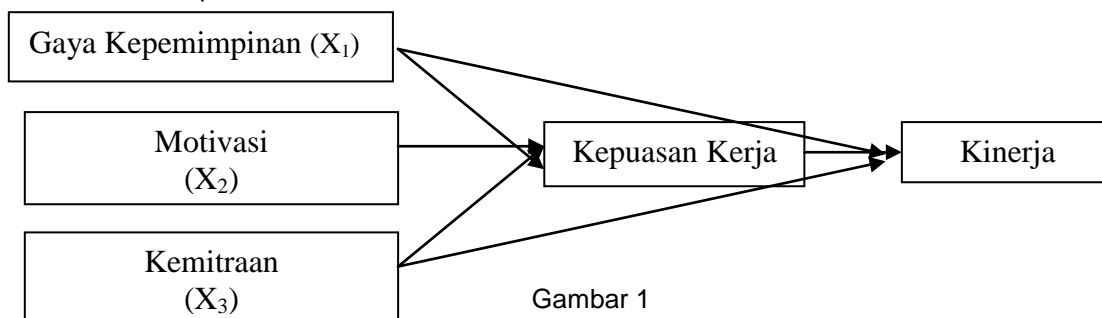 Gaya Kepemimpinan (X₁)
Motivasi
(X₂)
Kepuasan Kerja
Kinerja
Kemitraan
(X₃)
Gambar 1